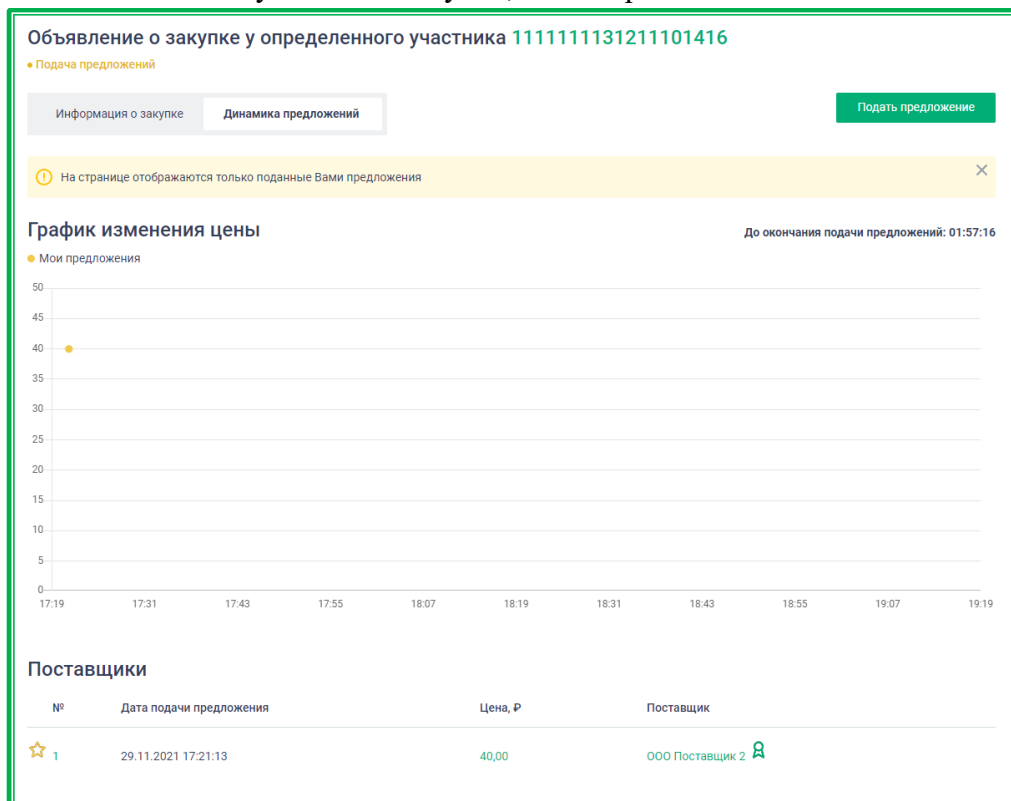 Объявление о закупке у определенного участника 1111111131211101416
Подача предложений
Информация о закупке Динамика предложений Подать предложение
На странице отображаются только поданные Вами предложения
График изменения цены До окончания подачи предложений: 01:57:16
Мои предложения
50
45
40
35
30
25
20
15
10
5
0
17:19 17:31 17:43 17:55 18:07 18:19 18:31 18:43 18:55 19:07 19:19
Поставщики
№ Дата подачи предложения Цена, ₽ Поставщик
1 29.11.2021 17:21:13 40,00 ООО Поставщик 2